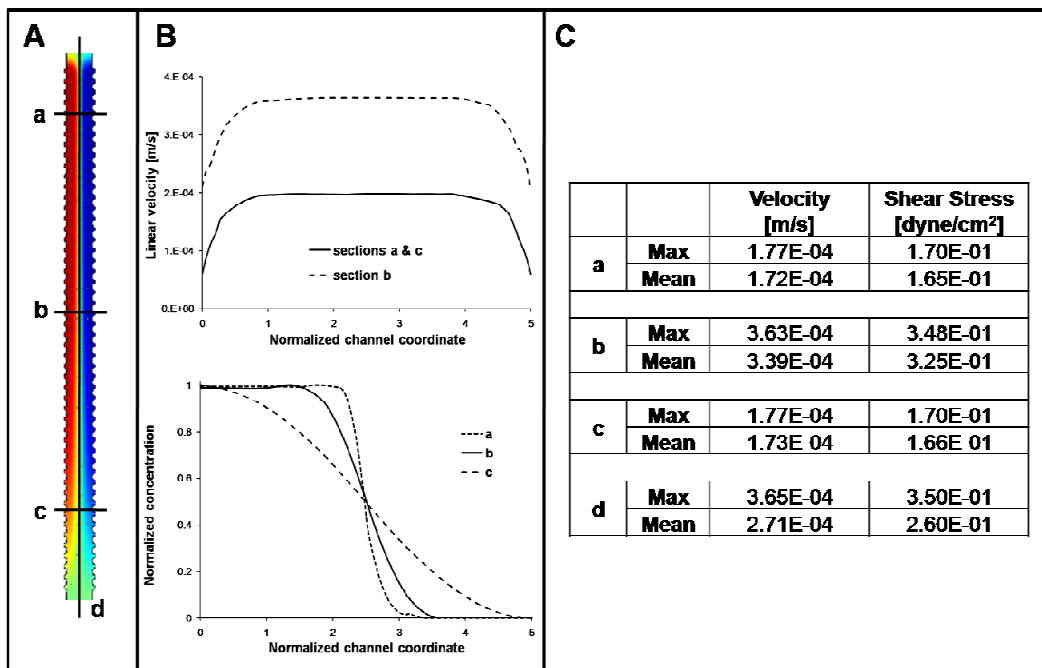 A
a
b
c
d
B
4.E-04
3.E-04
2.E-04
1.E-04
0.E+00
Linear velocity [m/s]
sections a & c
section b
0 1 2 3 4 5
Normalized channel coordinate
1
0.8
0.6
0.4
0.2
0
Normalized concentration
a
b
c
0 1 2 3 4 5
Normalized channel coordinate
C
Velocity [m/s] Shear Stress [dyne/cm²]
a Max 1.77E-04 1.70E-01
Mean 1.72E-04 1.65E-01
b Max 3.63E-04 3.48E-01
Mean 3.39E-04 3.25E-01
c Max 1.77E-04 1.70E-01
Mean 1.73E 04 1.66E-01
d Max 3.65E-04 3.50E-01
Mean 2.71E-04 2.60E-01